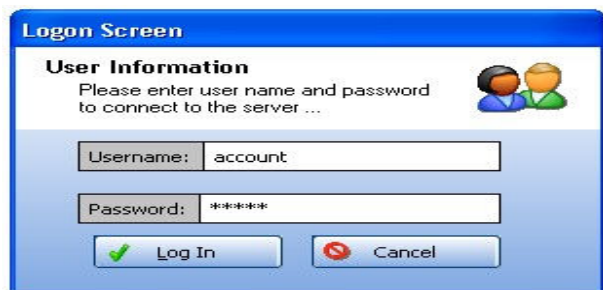 Logon Screen
User Information
Please enter user name and password
to connect to the server ...
Username: account
Password: *****
Log In Cancel